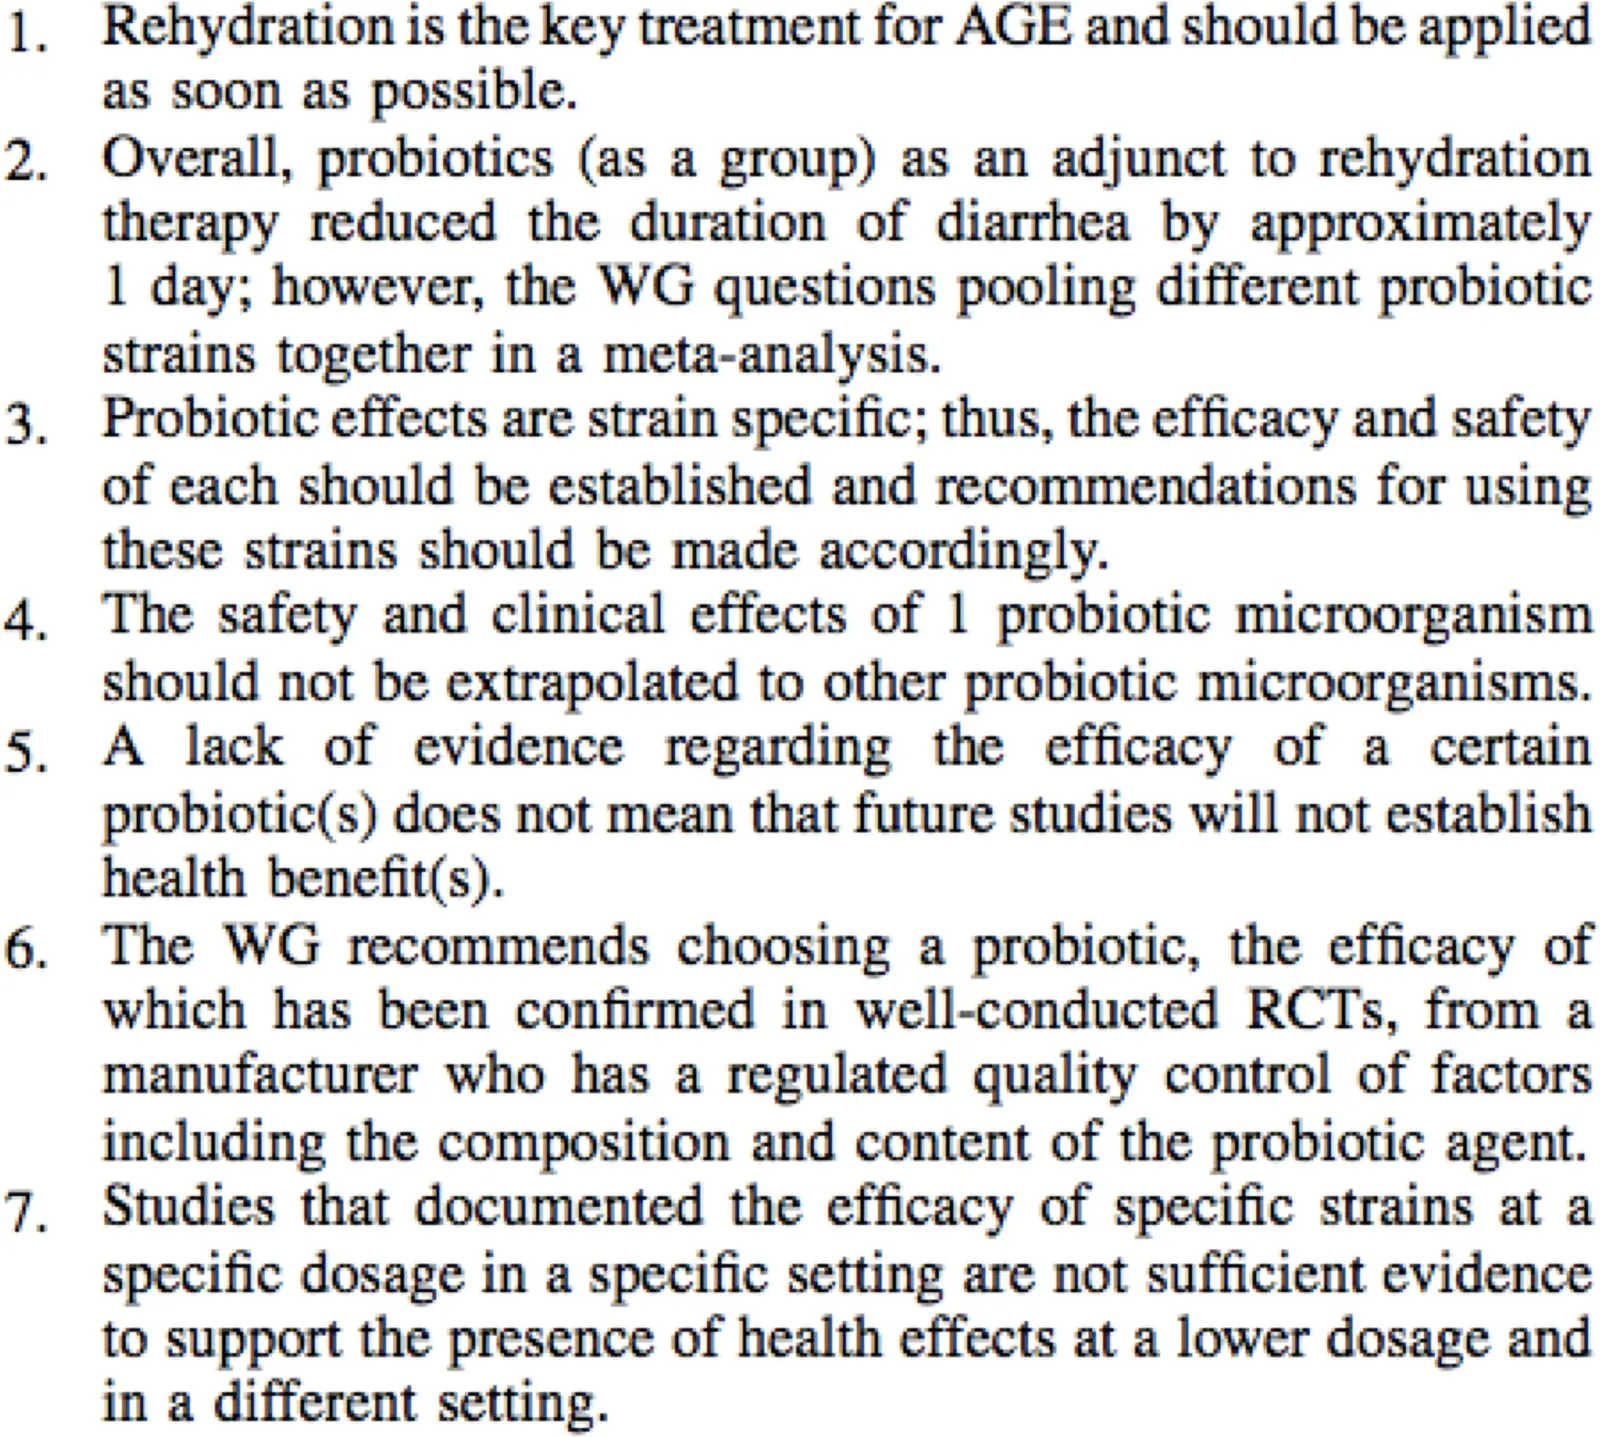 1. Rehydration is the key treatment for AGE and should be applied
as soon as possible.
2. Overall, probiotics (as a group) as an adjunct to rehydration
therapy reduced the duration of diarrhea by approximately
1 day; however, the WG questions pooling different probiotic
strains together in a meta-analysis.
3. Probiotic effects are strain specific; thus, the efficacy and safety
of each should be established and recommendations for using
these strains should be made accordingly.
4. The safety and clinical effects of 1 probiotic microorganism
should not be extrapolated to other probiotic microorganisms.
5. A lack of evidence regarding the efficacy of a certain
probiotic(s) does not mean that future studies will not establish
health benefit(s).
6. The WG recommends choosing a probiotic, the efficacy of
which has been confirmed in well-conducted RCTs, from a
manufacturer who has a regulated quality control of factors
including the composition and content of the probiotic agent.
7. Studies that documented the efficacy of specific strains at a
specific dosage in a specific setting are not sufficient evidence
to support the presence of health effects at a lower dosage and
in a different setting.